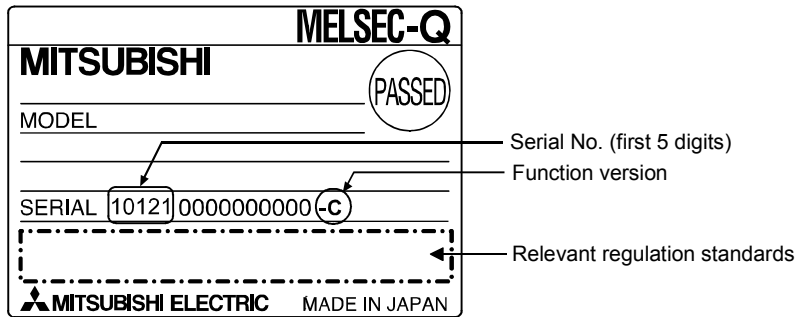 MELSEC-Q
MITSUBISHI
PASSED
MODEL
Serial No. (first 5 digits)
Function version
SERIAL 10121 0000000000 -C
Relevant regulation standards
MITSUBISHI ELECTRIC MADE IN JAPAN